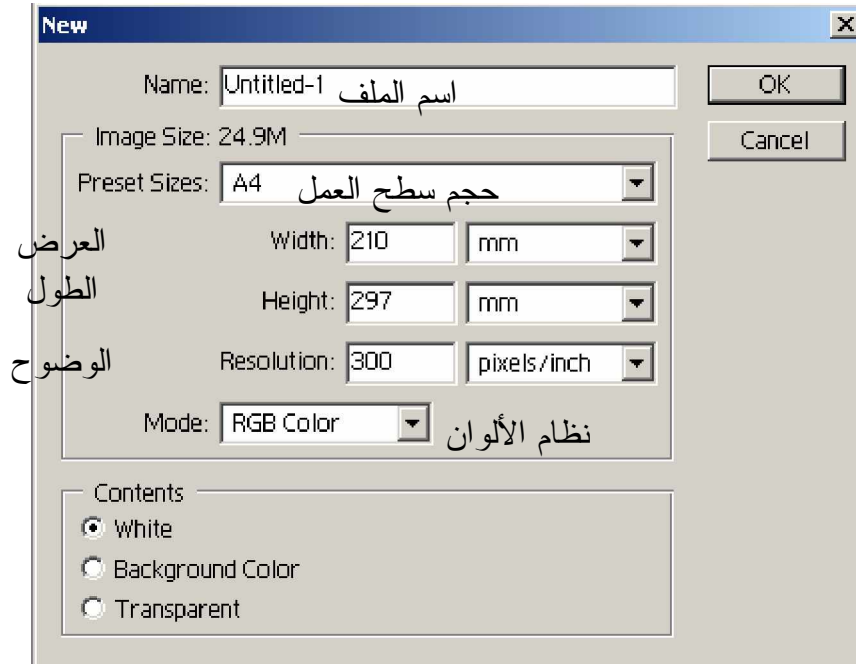 New
Name: Untitled-1 اسم الملف
OK
Image Size: 24.9M
Cancel
Preset Sizes: A4 حجم سطح العمل
العرض Width: 210 mm
الطول Height: 297 mm
الوضوح Resolution: 300 pixels/inch
Mode: RGB Color نظام الألوان
Contents
White
Background Color
Transparent